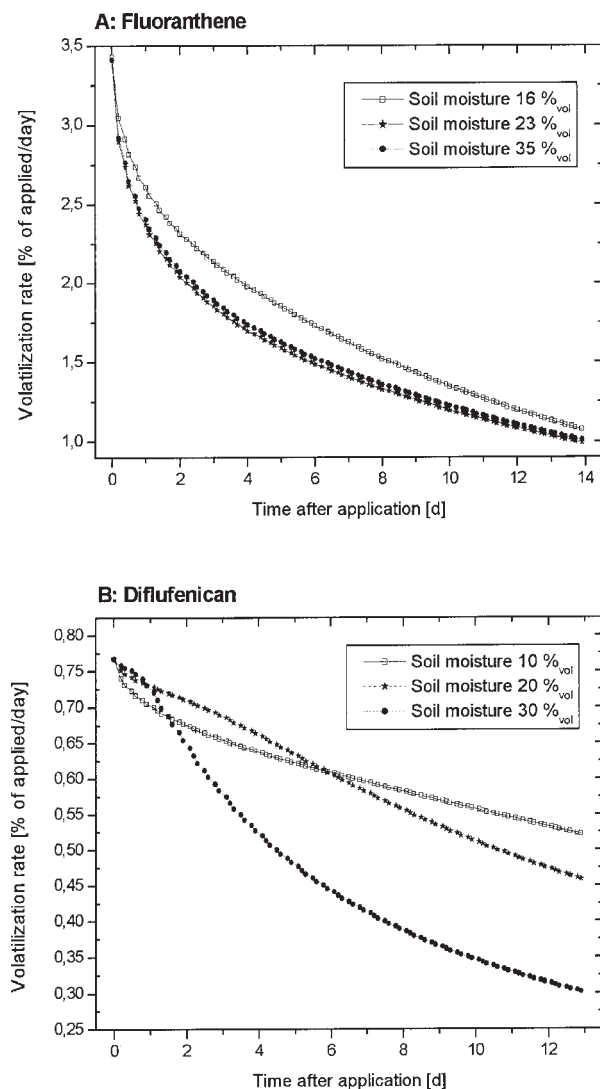 A: Fluoranthene
3,5
3,0
2,5
2,0
1,5
1,0
Volatilization rate [% of applied/day]
Soil moisture 16 %vol
Soil moisture 23 %vol
Soil moisture 35 %vol
0 2 4 6 8 10 12 14
Time after application [d]
B: Diflufenican
0,80
0,75
0,70
0,65
0,60
0,55
0,50
0,45
0,40
0,35
0,30
0,25
Volatilization rate [% of applied/day]
Soil moisture 10 %vol
Soil moisture 20 %vol
Soil moisture 30 %vol
0 2 4 6 8 10 12
Time after application [d]